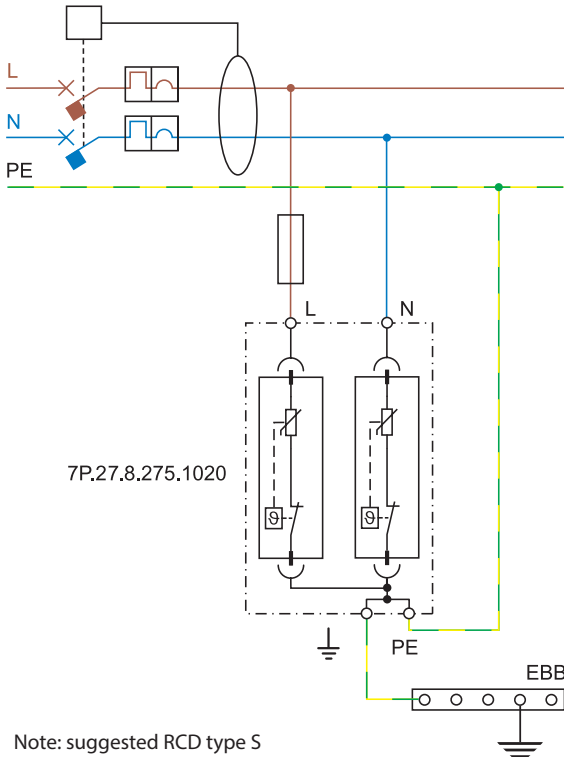 L
N
PE
L
N
7P.27.8.275.1020
ϑ
ϑ
PE
EBB
Note: suggested RCD type S